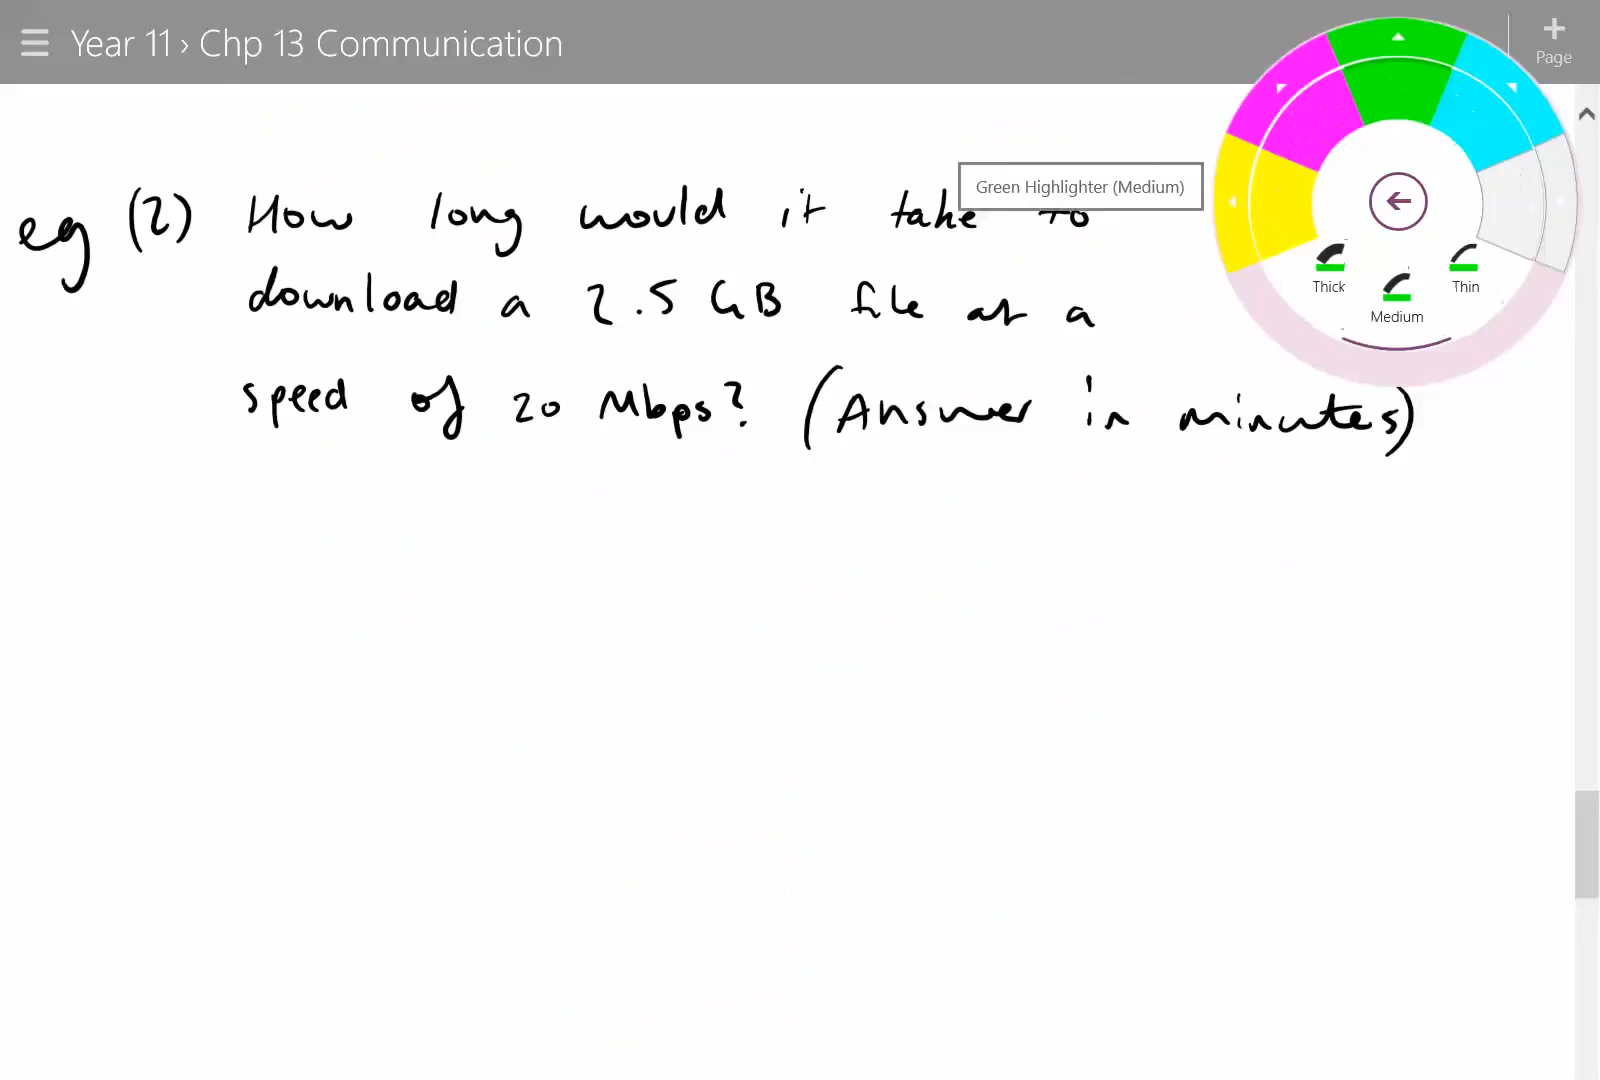 Year 11 › Chp 13 Communication
Page
Green Highlighter (Medium)
eg (2) How long would it take to
download a 2.5 GB file at a
speed of 20 Mbps? (Answer in minutes)
Thick
Medium
Thin